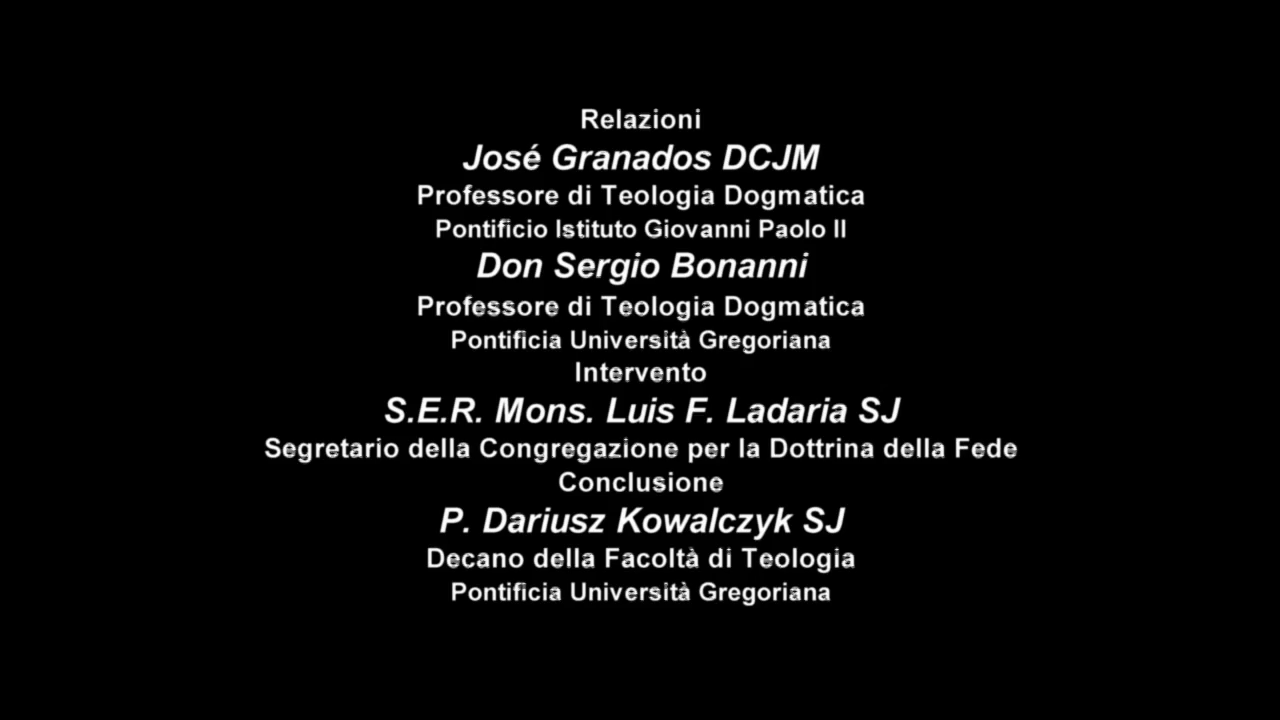 Relazioni
José Granados DCJM
Professore di Teologia Dogmatica
Pontificio Istituto Giovanni Paolo II
Don Sergio Bonanni
Professore di Teologia Dogmatica
Pontificia Università Gregoriana
Intervento
S.E.R. Mons. Luis F. Ladaria SJ
Segretario della Congregazione per la Dottrina della Fede
Conclusione
P. Dariusz Kowalczyk SJ
Decano della Facoltà di Teologia
Pontificia Università Gregoriana